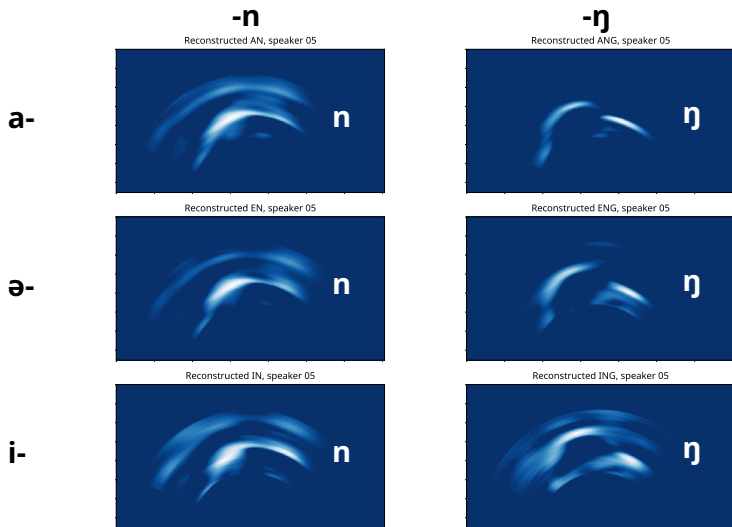 -n -ŋ
Reconstructed AN, speaker 05 Reconstructed ANG, speaker 05
a- n ŋ
Reconstructed EN, speaker 05 Reconstructed ENG, speaker 05
ə- n ŋ
Reconstructed IN, speaker 05 Reconstructed ING, speaker 05
i- n ŋ